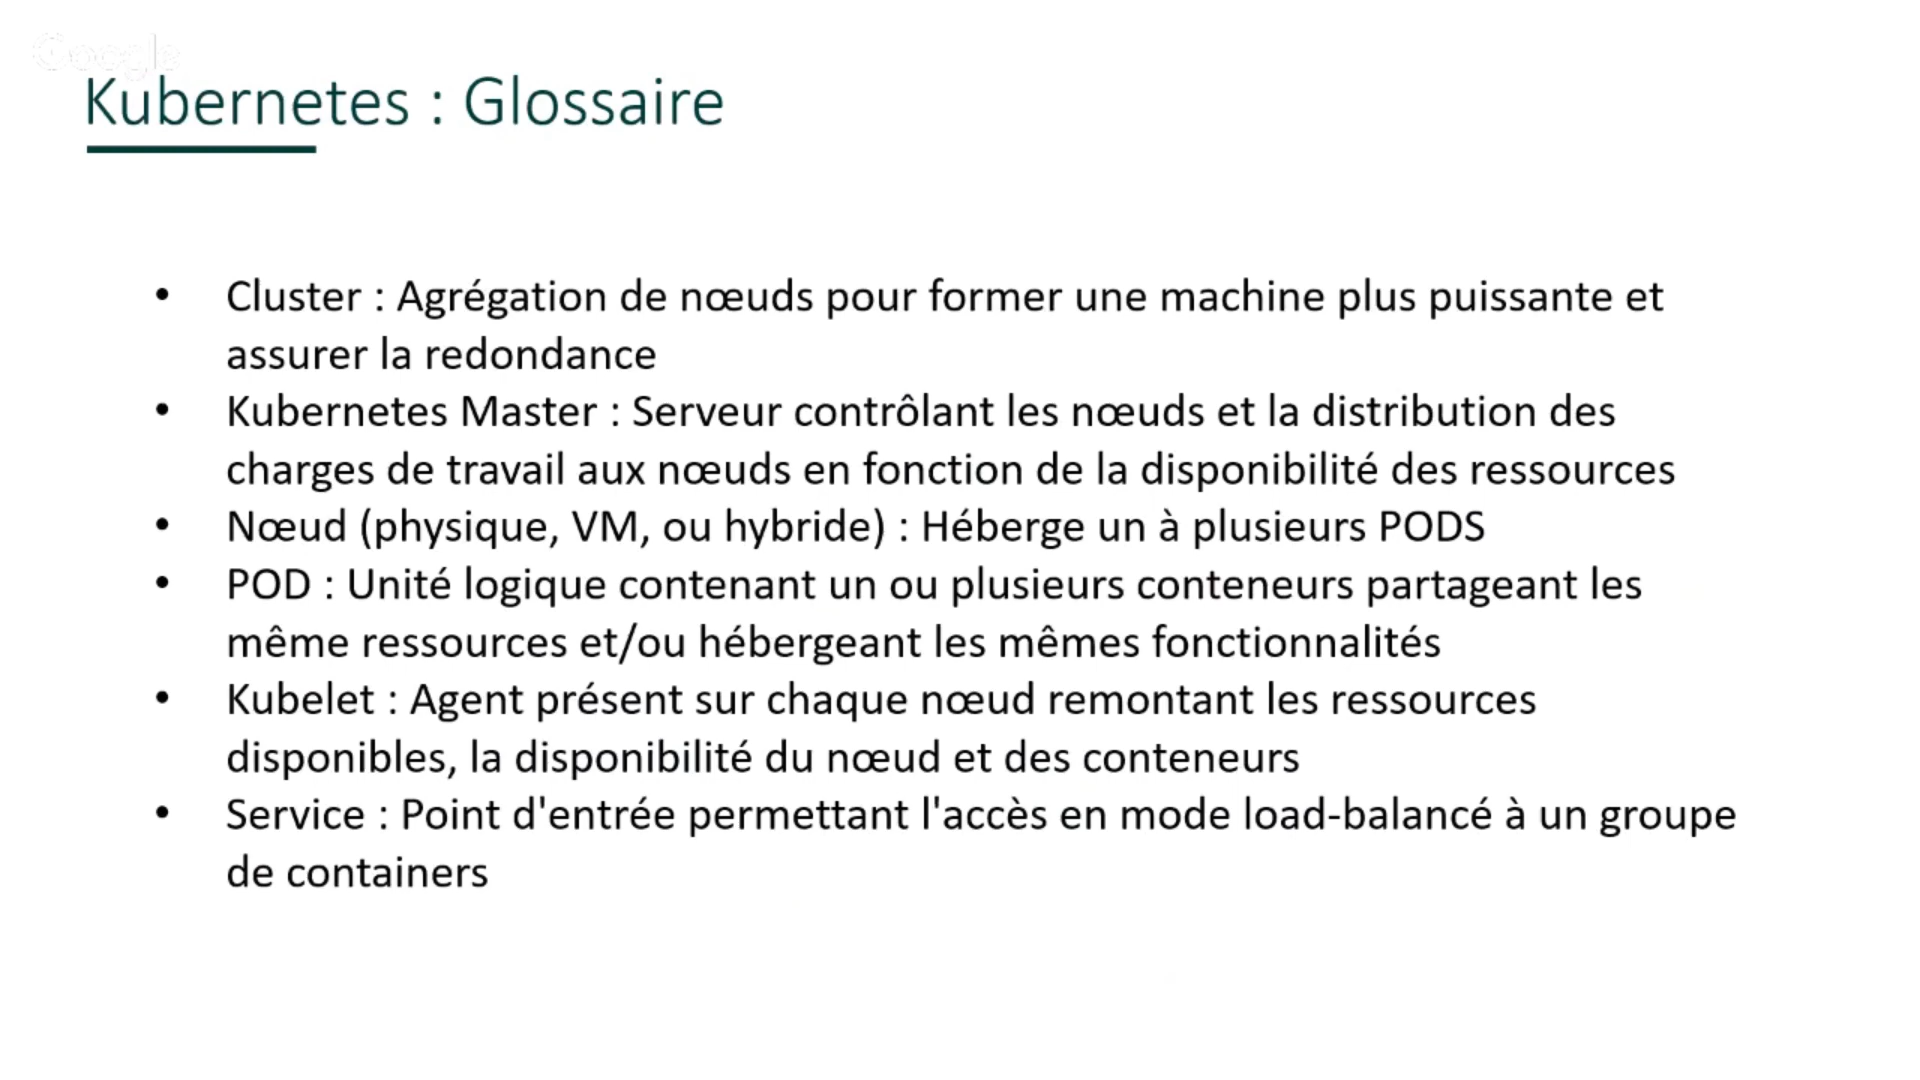 Google
Kubernetes : Glossaire
• Cluster : Agrégation de nœuds pour former une machine plus puissante et
assurer la redondance
• Kubernetes Master : Serveur contrôlant les nœuds et la distribution des
charges de travail aux nœuds en fonction de la disponibilité des ressources
• Nœud (physique, VM, ou hybride) : Héberge un à plusieurs PODS
• POD : Unité logique contenant un ou plusieurs conteneurs partageant les
même ressources et/ou hébergeant les mêmes fonctionnalités
• Kubelet : Agent présent sur chaque nœud remontant les ressources
disponibles, la disponibilité du nœud et des conteneurs
• Service : Point d'entrée permettant l'accès en mode load-balancé à un groupe
de containers